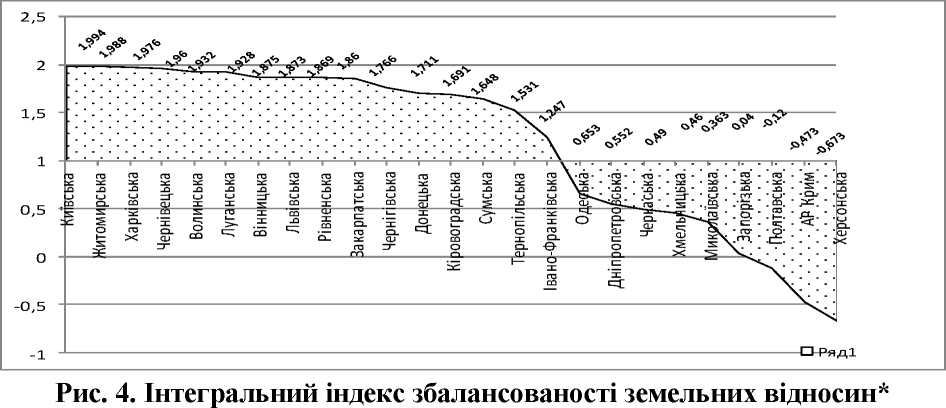 2,5
2
1,5
1
0,5
0
-0,5
-1
1,994
1,988
1,976
1,96
1,932
1,928
1,875
1,873
1,869
1,86
1,766
1,711
1,691
1,648
1,531
1,247
0,653
0,552
0,49
0,46
0,363
0,04
-0,12
-0,473
-0,673
Київська
Житомирська
Харківська
Чернівецька
Волинська
Луганська
Вінницька
Львівська
Рівненська
Закарпатська
Чернігівська
Донецька
Кіровоградська
Сумська
Тернопільська
Івано-Франківська
Одеська
Дніпропетровська
Черкаська
Хмельницька
Миколаївська
Запорізька
Полтавська
АР Крим
Херсонська
Ряд1
Рис. 4. Інтегральний індекс збалансованості земельних відносин*